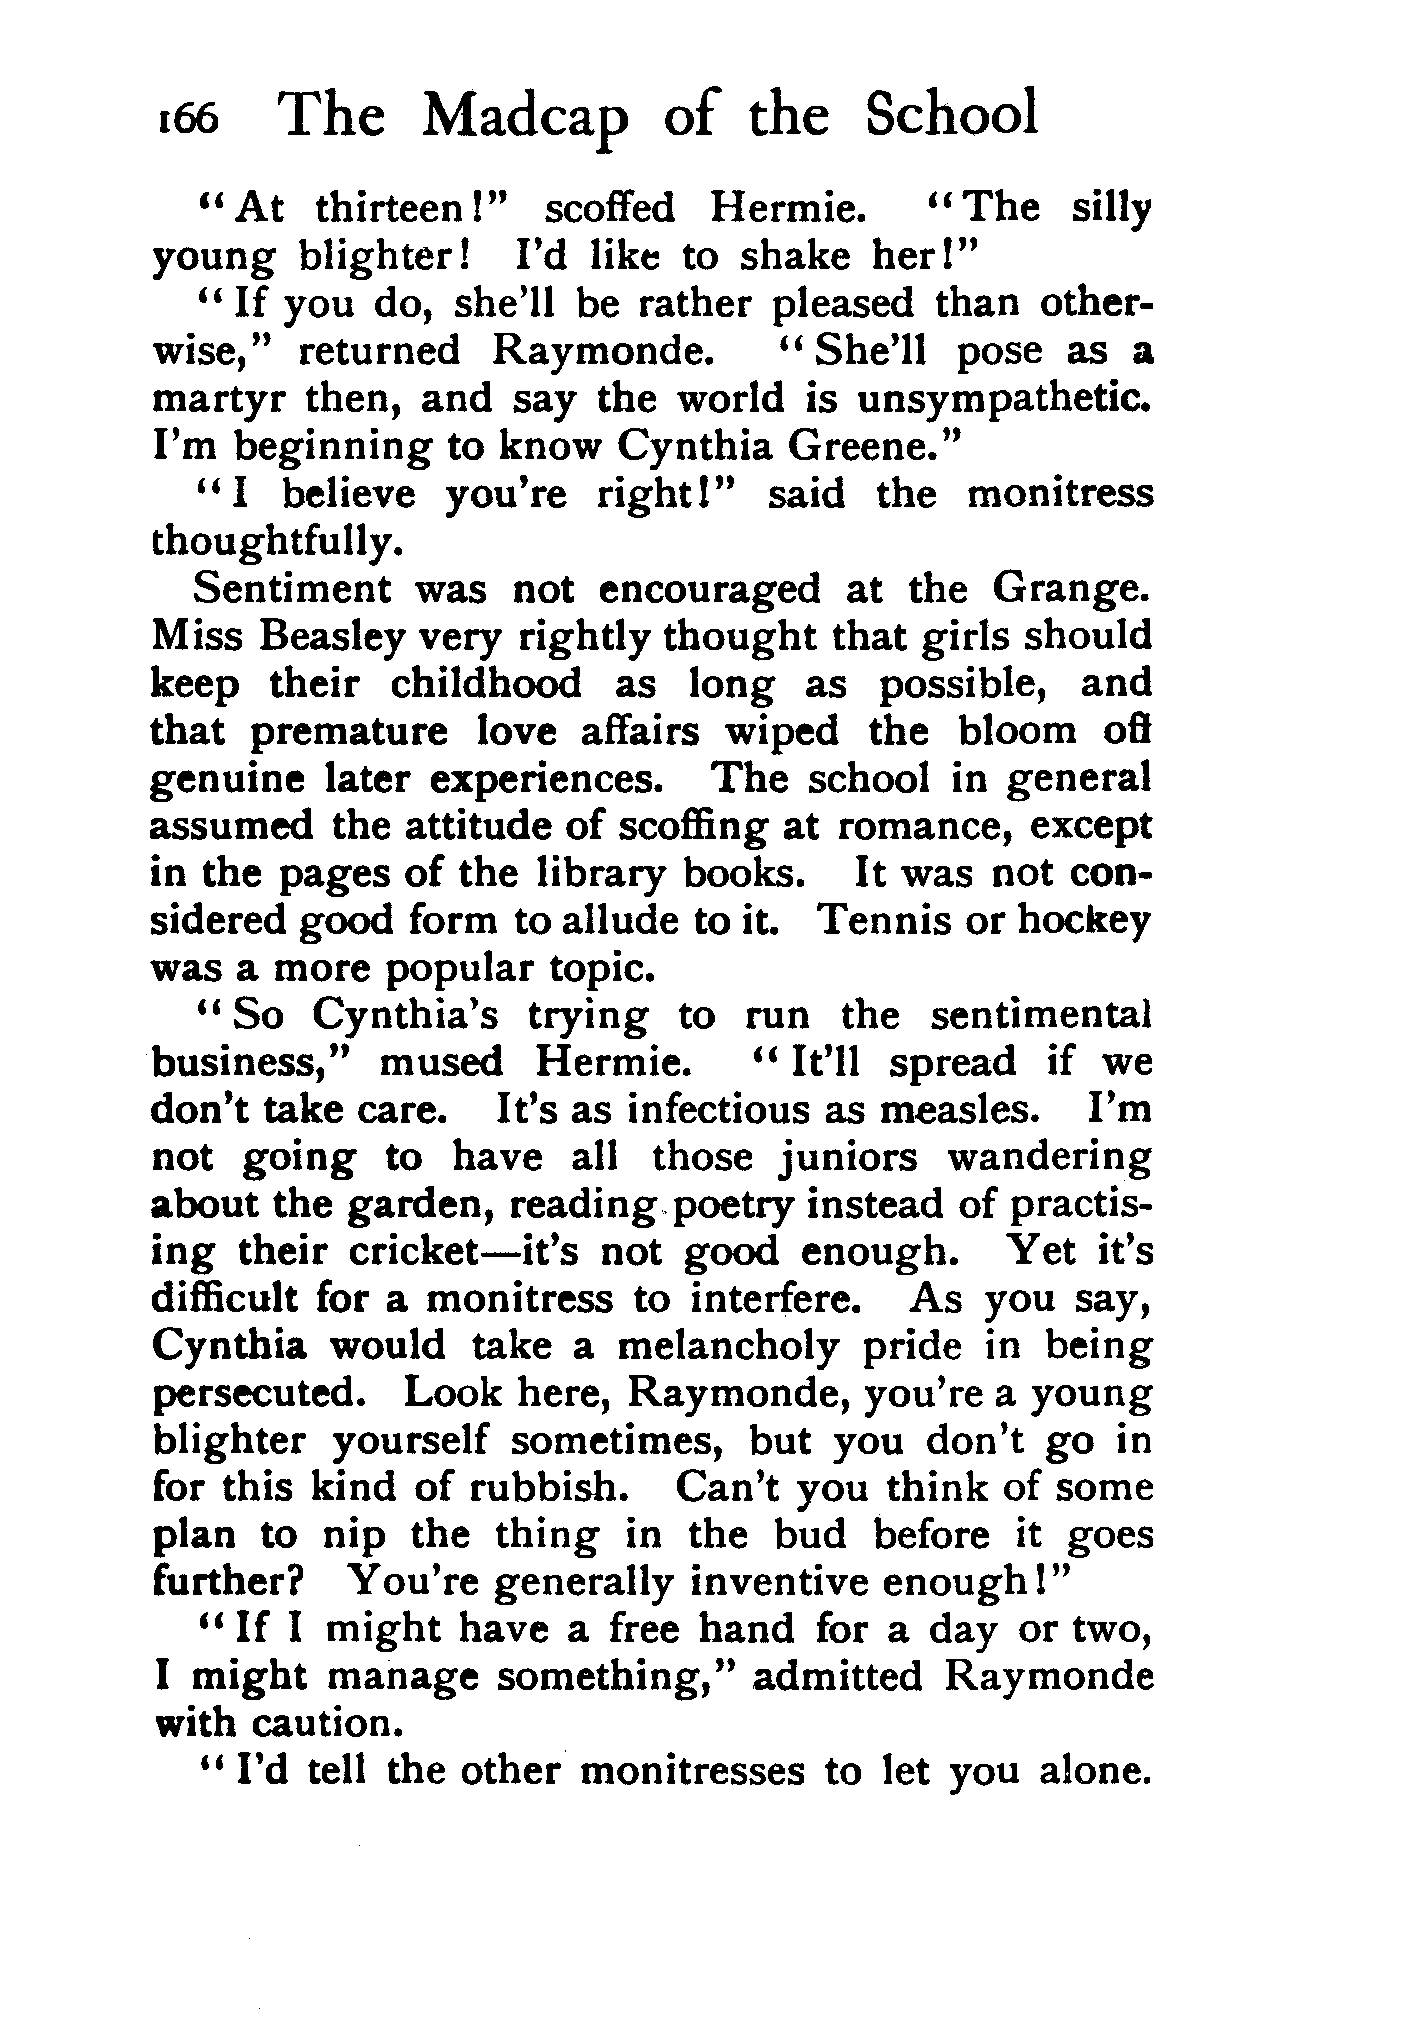 166 The Madcap of the School
“At thirteen!” scoffed Hermie. “The silly
young blighter! I'd like to shake her!”
“If you do, she'll be rather pleased than other-
wise,” returned Raymonde. “She'll pose as a
martyr then, and say the world is unsympathetic.
I'm beginning to know Cynthia Greene.”
“I believe you're right!” said the monitress
thoughtfully.
Sentiment was not encouraged at the Grange.
Miss Beasley very rightly thought that girls should
keep their childhood as long as possible, and
that premature love affairs wiped the bloom off
genuine later experiences. The school in general
assumed the attitude of scoffing at romance, except
in the pages of the library books. It was not con-
sidered good form to allude to it. Tennis or hockey
was a more popular topic.
“So Cynthia's trying to run the sentimental
business,” mused Hermie. “It'll spread if we
don't take care. It's as infectious as measles. I'm
not going to have all those juniors wandering
about the garden, reading poetry instead of practis-
ing their cricket—it's not good enough. Yet it's
difficult for a monitress to interfere. As you say,
Cynthia would take a melancholy pride in being
persecuted. Look here, Raymonde, you're a young
blighter yourself sometimes, but you don't go in
for this kind of rubbish. Can't you think of some
plan to nip the thing in the bud before it goes
further? You're generally inventive enough!”
“If I might have a free hand for a day or two,
I might manage something,” admitted Raymonde
with caution.
“I'd tell the other monitresses to let you alone.